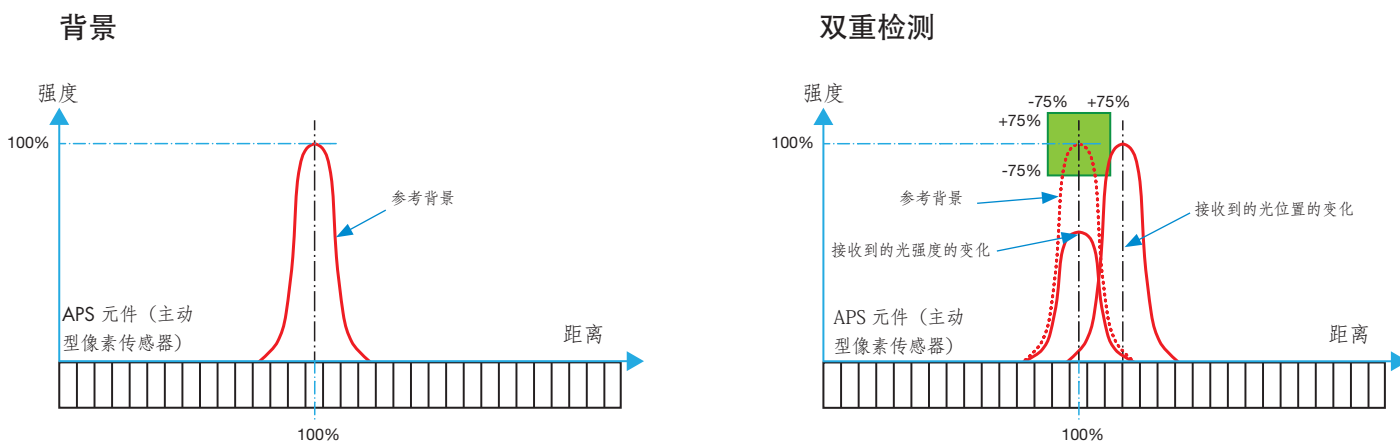 背景
强度
100%
参考背景
APS 元件（主动
型像素传感器）
距离
100%
双重检测
强度
-75% +75%
+75%
100%
-75%
参考背景
接收到的光位置的变化
接收到的光强度的变化
APS 元件（主动
型像素传感器）
距离
100%